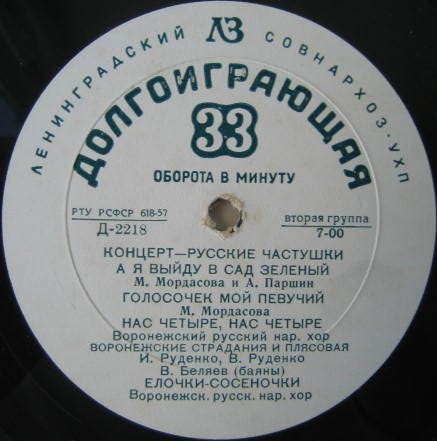 ЛЕНИНГРАДСКИЙ ЛЗ СОВНАРХОЗ·УХП
ДОЛГОИГРАЮЩАЯ
33
ОБОРОТА В МИНУТУ
РТУ РСФСР 618-57
Д-2218
вторая группа
7-00
КОНЦЕРТ—РУССКИЕ ЧАСТУШКИ
А Я ВЫЙДУ В САД ЗЕЛЕНЫЙ
М. Мордасова и А. Паршин
ГОЛОСОЧЕК МОЙ ПЕВУЧИЙ
М. Мордасова
НАС ЧЕТЫРЕ, НАС ЧЕТЫРЕ
Воронежский русский нар. хор
ВОРОНЕЖСКИЕ СТРАДАНИЯ И ПЛЯСОВАЯ
И. Руденко, В. Руденко
В. Беляев (баяны)
ЕЛОЧКИ-СОСЕНОЧКИ
Воронежск. русск. нар. хор